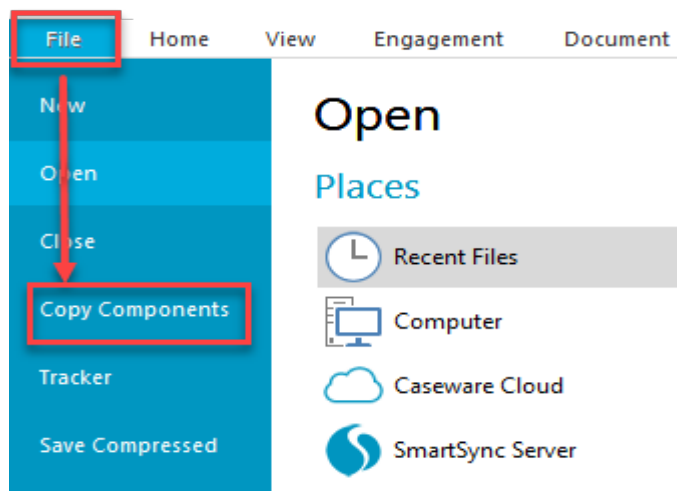 File Home View Engagement Document
New
Open
Close
Copy Components
Tracker
Save Compressed
Open
Places
Recent Files
Computer
Caseware Cloud
SmartSync Server